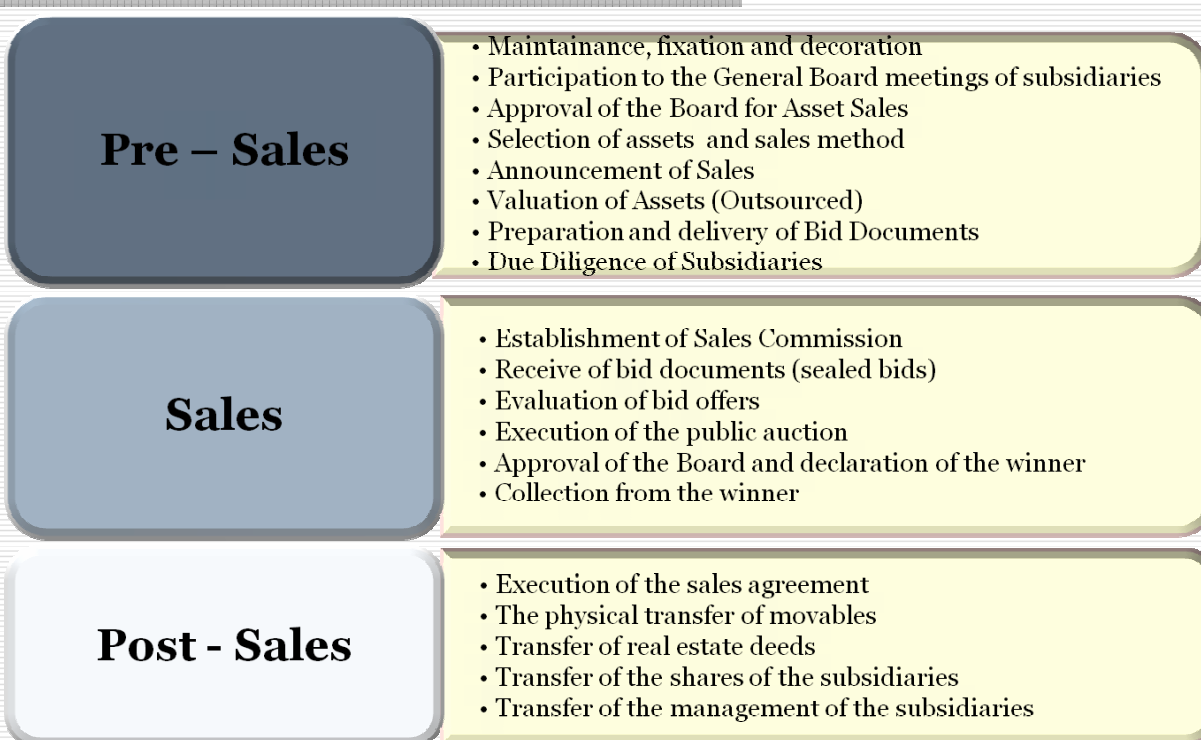 Pre – Sales
• Maintainance, fixation and decoration
• Participation to the General Board meetings of subsidiaries
• Approval of the Board for Asset Sales
• Selection of assets and sales method
• Announcement of Sales
• Valuation of Assets (Outsourced)
• Preparation and delivery of Bid Documents
• Due Diligence of Subsidiaries
Sales
• Establishment of Sales Commission
• Receive of bid documents (sealed bids)
• Evaluation of bid offers
• Execution of the public auction
• Approval of the Board and declaration of the winner
• Collection from the winner
Post - Sales
• Execution of the sales agreement
• The physical transfer of movables
• Transfer of real estate deeds
• Transfer of the shares of the subsidiaries
• Transfer of the management of the subsidiaries